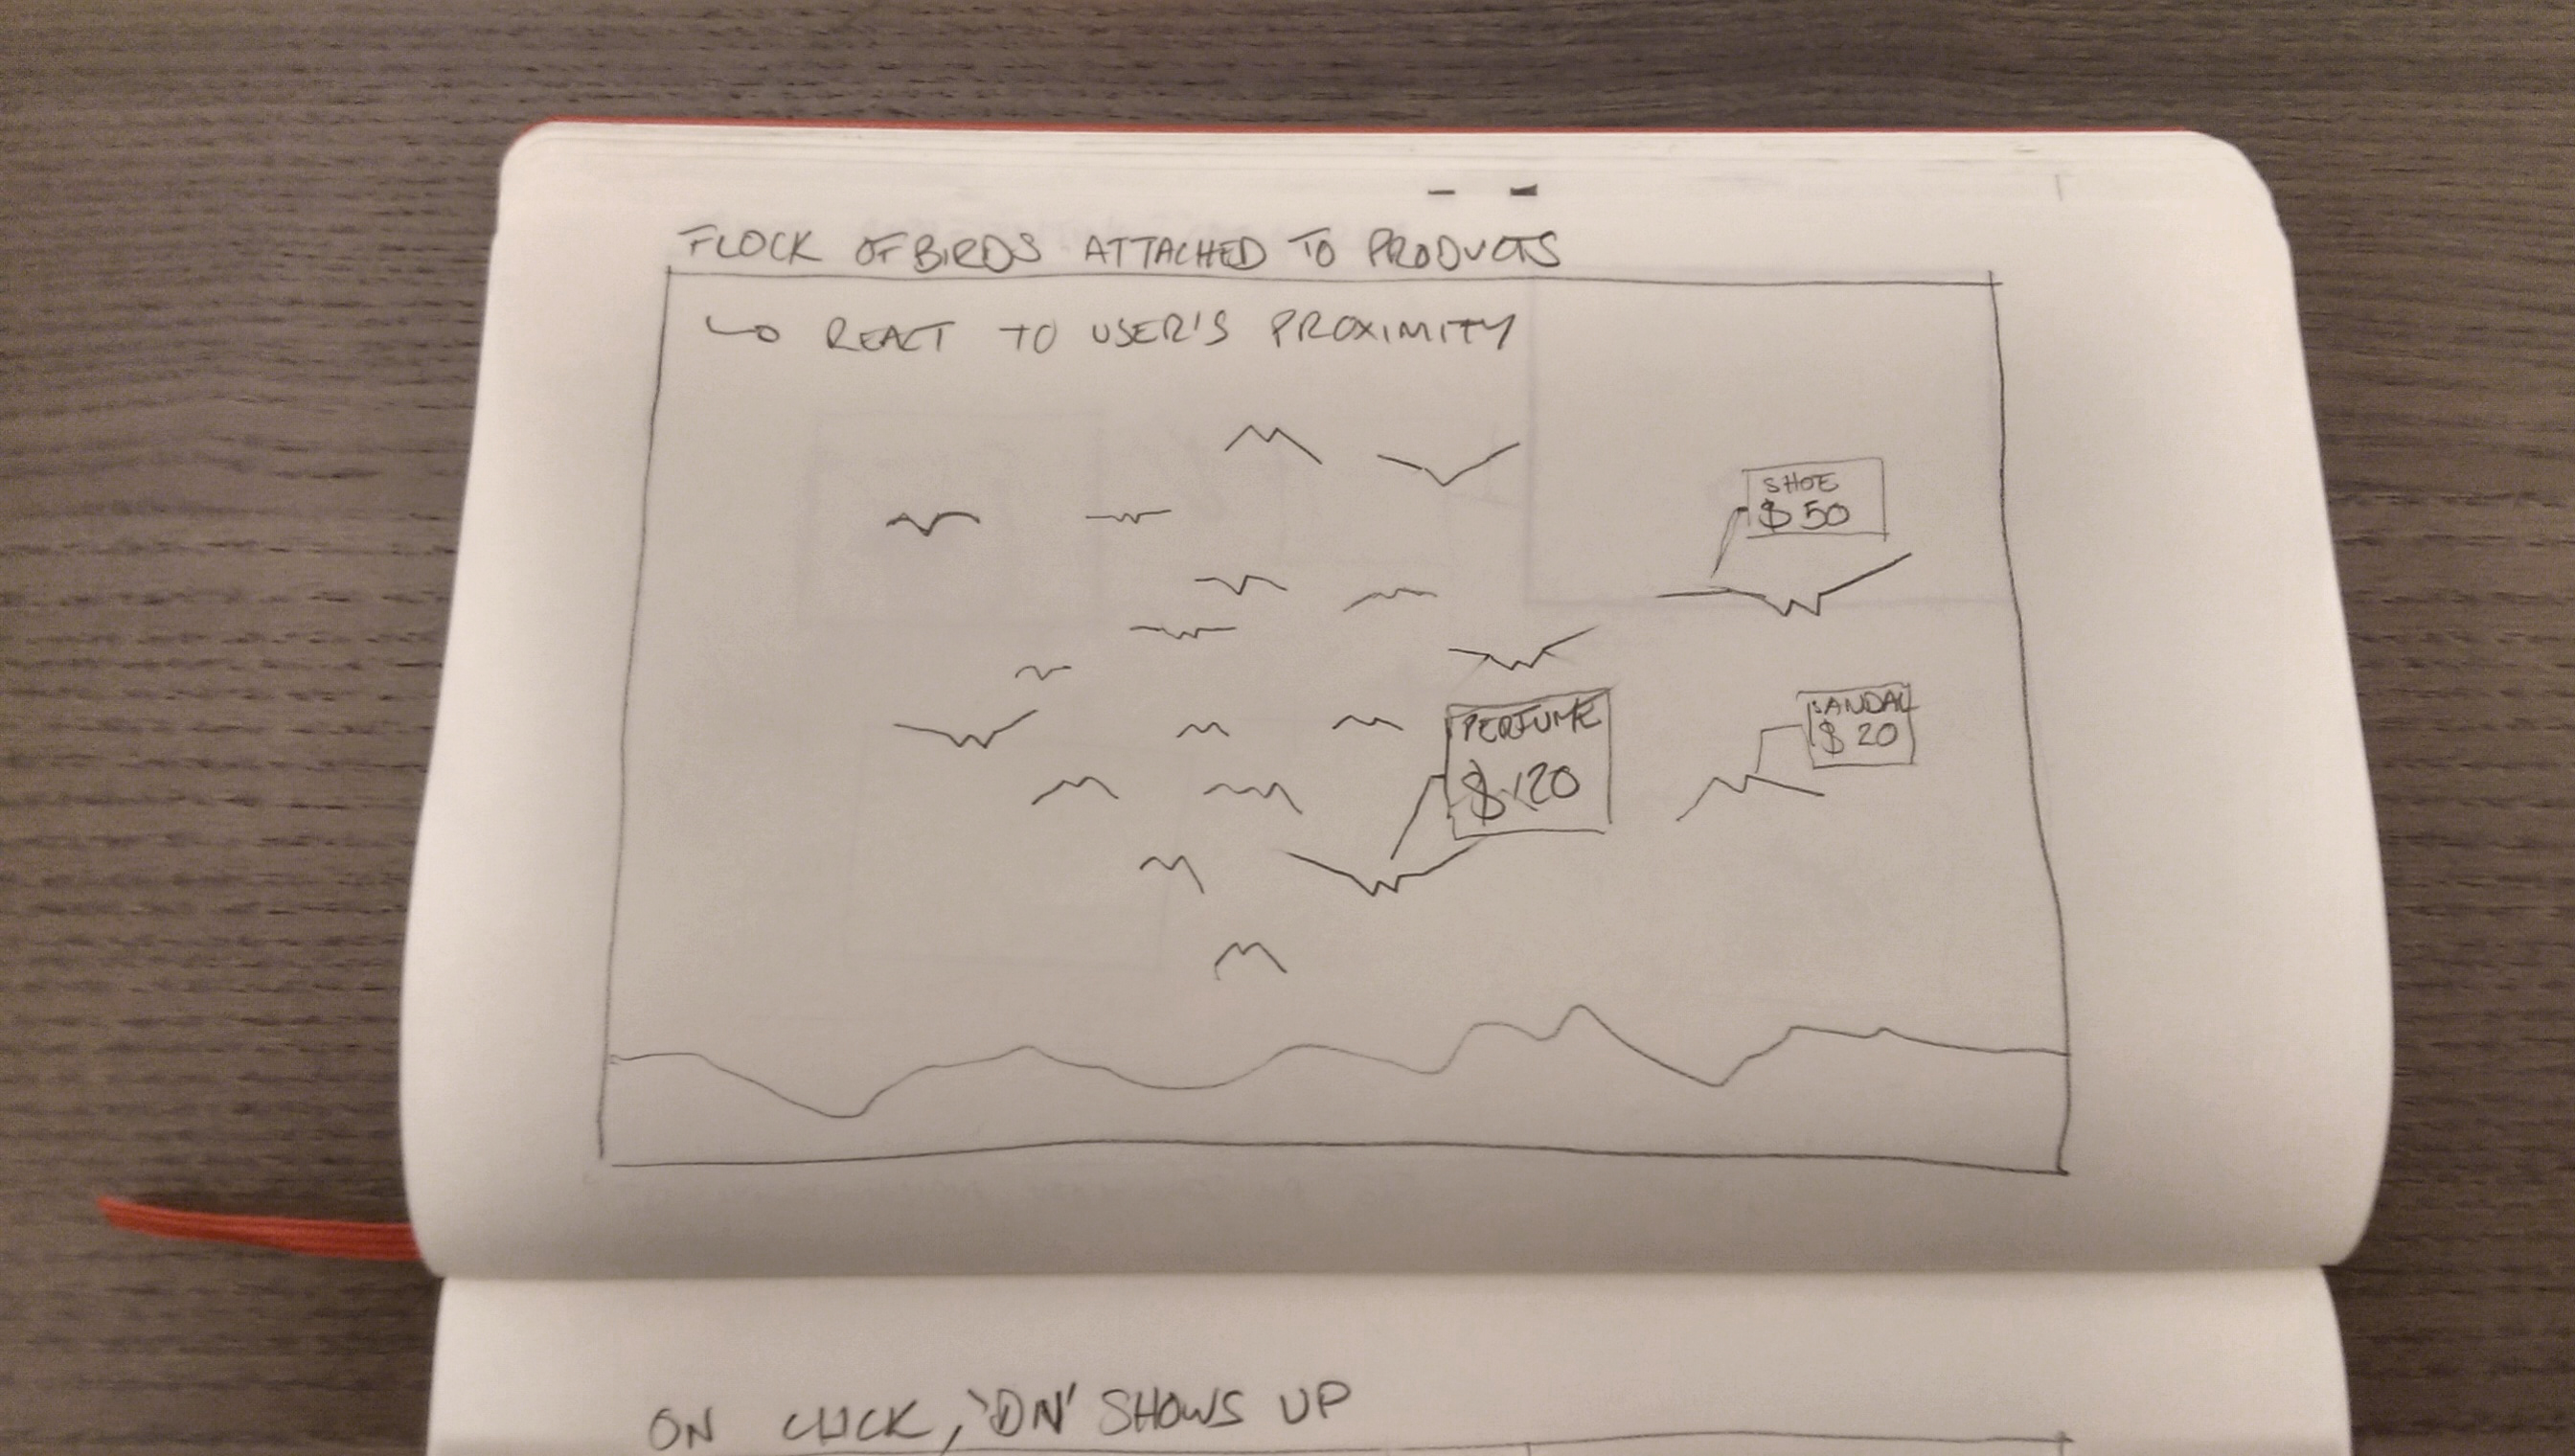 FLOCK OF BIRDS ATTACHED TO PRODUCTS
REACT TO USER'S PROXIMITY
SHOE
$50
PERFUME
$120
SANDAL
$20
ON CLICK, 'DN' SHOWS UP